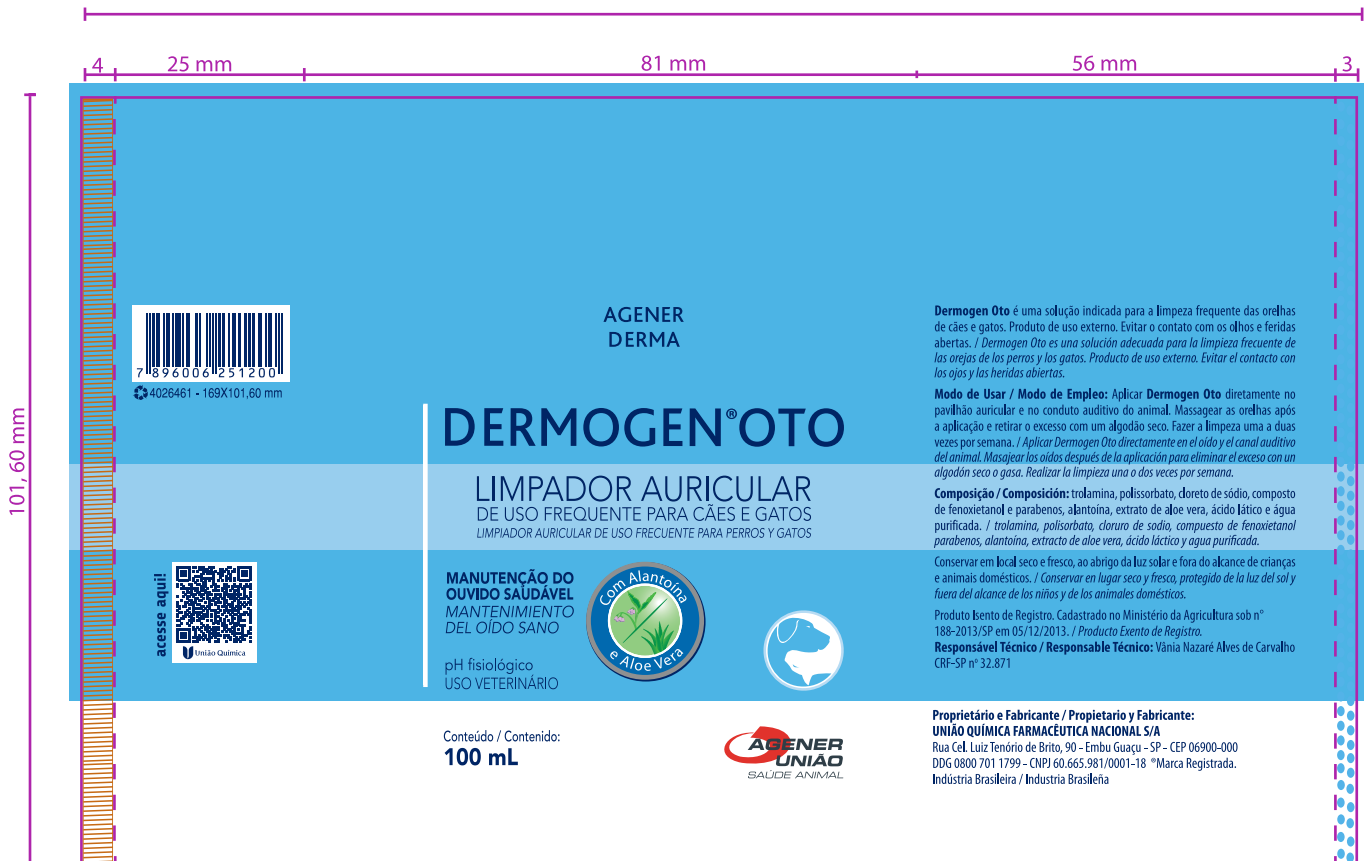 4
25 mm
81 mm
56 mm
3
101, 60 mm
7 896006 251200
4026461 - 169X101,60 mm
acesse aqui!
União Química
AGENER
DERMA
DERMOGEN®OTO
LIMPADOR AURICULAR
DE USO FREQUENTE PARA CÃES E GATOS
LIMPIADOR AURICULAR DE USO FRECUENTE PARA PERROS Y GATOS
MANUTENÇÃO DO
OUVIDO SAUDÁVEL
MANTENIMIENTO
DEL OÍDO SANO
pH fisiológico
USO VETERINÁRIO
Com Alantoína
e Aloe Vera
Conteúdo / Contenido:
100 mL
AGENER
UNIÃO
SAÚDE ANIMAL
Dermogen Oto é uma solução indicada para a limpeza frequente das orelhas
de cães e gatos. Produto de uso externo. Evitar o contato com os olhos e feridas
abertas. / Dermogen Oto es una solución adecuada para la limpieza frecuente de
las orejas de los perros y los gatos. Producto de uso externo. Evitar el contacto con
los ojos y las heridas abiertas.
Modo de Usar / Modo de Empleo: Aplicar Dermogen Oto diretamente no
pavilhão auricular e no conduto auditivo do animal. Massagear as orelhas após
a aplicação e retirar o excesso com um algodão seco. Fazer a limpeza uma a duas
vezes por semana. / Aplicar Dermogen Oto directamente en el oído y el canal auditivo
del animal. Masajear los oídos después de la aplicación para eliminar el exceso con un
algodón seco o gasa. Realizar la limpieza una o dos veces por semana.
Composição / Composición: trolamina, polissorbato, cloreto de sódio, composto
de fenoxietanol e parabenos, alantoína, extrato de aloe vera, ácido lático e água
purificada. / trolamina, polisorbato, cloruro de sodio, compuesto de fenoxietanol
parabenos, alantoína, extracto de aloe vera, ácido láctico y agua purificada.
Conservar em local seco e fresco, ao abrigo da luz solar e fora do alcance de crianças
e animais domésticos. / Conservar en lugar seco y fresco, protegido de la luz del sol y
fuera del alcance de los niños y de los animales domésticos.
Produto Isento de Registro. Cadastrado no Ministério da Agricultura sob n°
188-2013/SP em 05/12/2013. / Producto Exento de Registro.
Responsável Técnico / Responsable Técnico: Vânia Nazaré Alves de Carvalho
CRF-SP nº 32.871
Proprietário e Fabricante / Propietario y Fabricante:
UNIÃO QUÍMICA FARMACÊUTICA NACIONAL S/A
Rua Cel. Luiz Tenório de Brito, 90 - Embu Guaçu - SP - CEP 06900-000
DDG 0800 701 1799 - CNPJ 60.665.981/0001-18 ®Marca Registrada.
Indústria Brasileira / Industria Brasileña